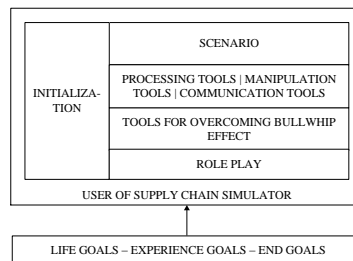 SCENARIO
INITIALIZA-
TION
PROCESSING TOOLS | MANIPULATION
TOOLS | COMMUNICATION TOOLS
TOOLS FOR OVERCOMING BULLWHIP
EFFECT
ROLE PLAY
USER OF SUPPLY CHAIN SIMULATOR
LIFE GOALS – EXPERIENCE GOALS – END GOALS